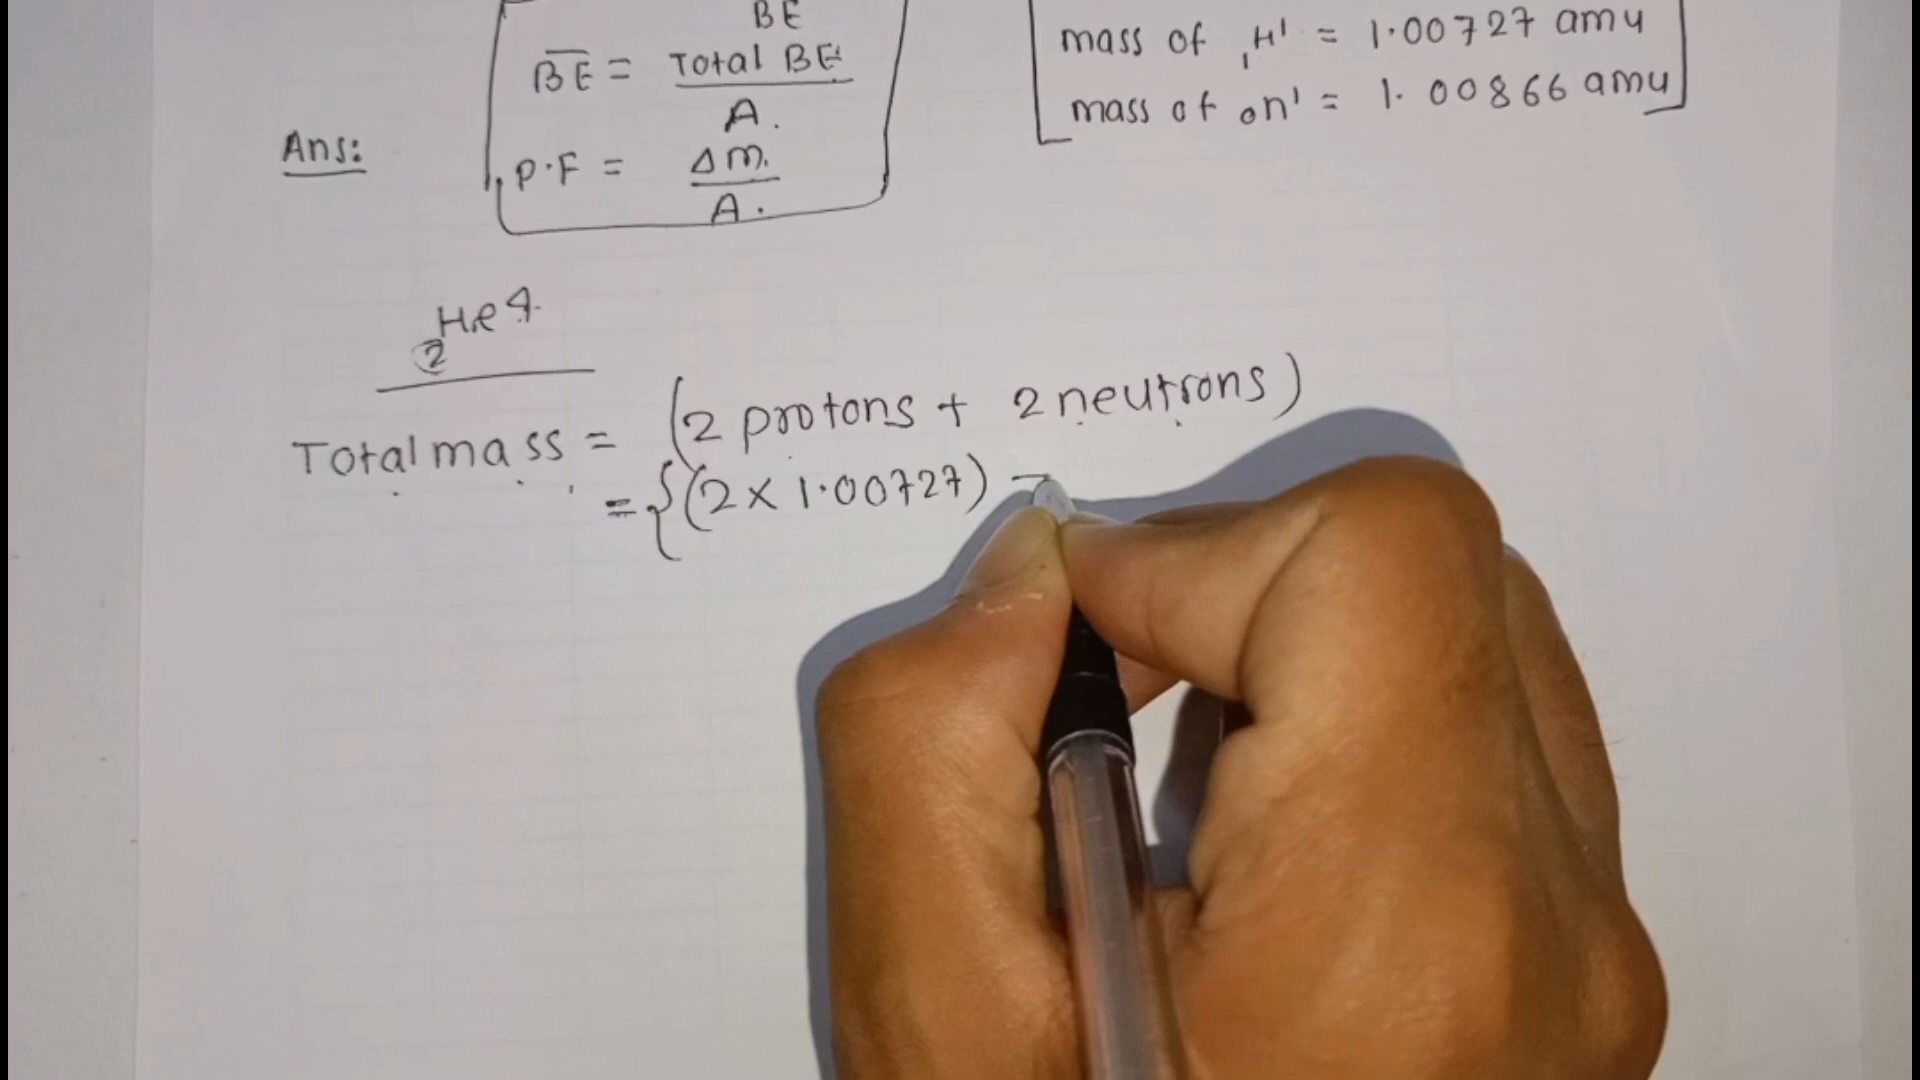 BE
BE = Total BE / A.
P.F = Δm. / A.
mass of ₁H¹ = 1.00727 amu
mass of ₀n¹ = 1.00866 amu
Ans:
₂He⁴
Total mass = (2 protons + 2 neutrons)
= {(2 × 1.00727)